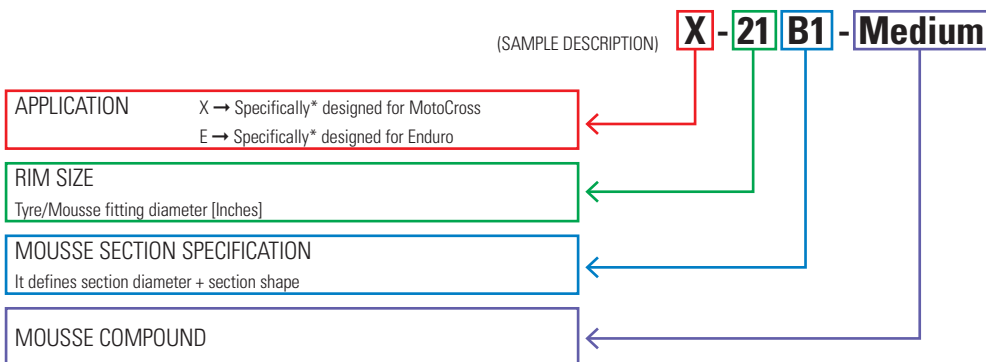 (SAMPLE DESCRIPTION) X - 21 B1 - Medium
APPLICATION X → Specifically* designed for MotoCross
E → Specifically* designed for Enduro
RIM SIZE
Tyre/Mousse fitting diameter [Inches]
MOUSSE SECTION SPECIFICATION
It defines section diameter + section shape
MOUSSE COMPOUND